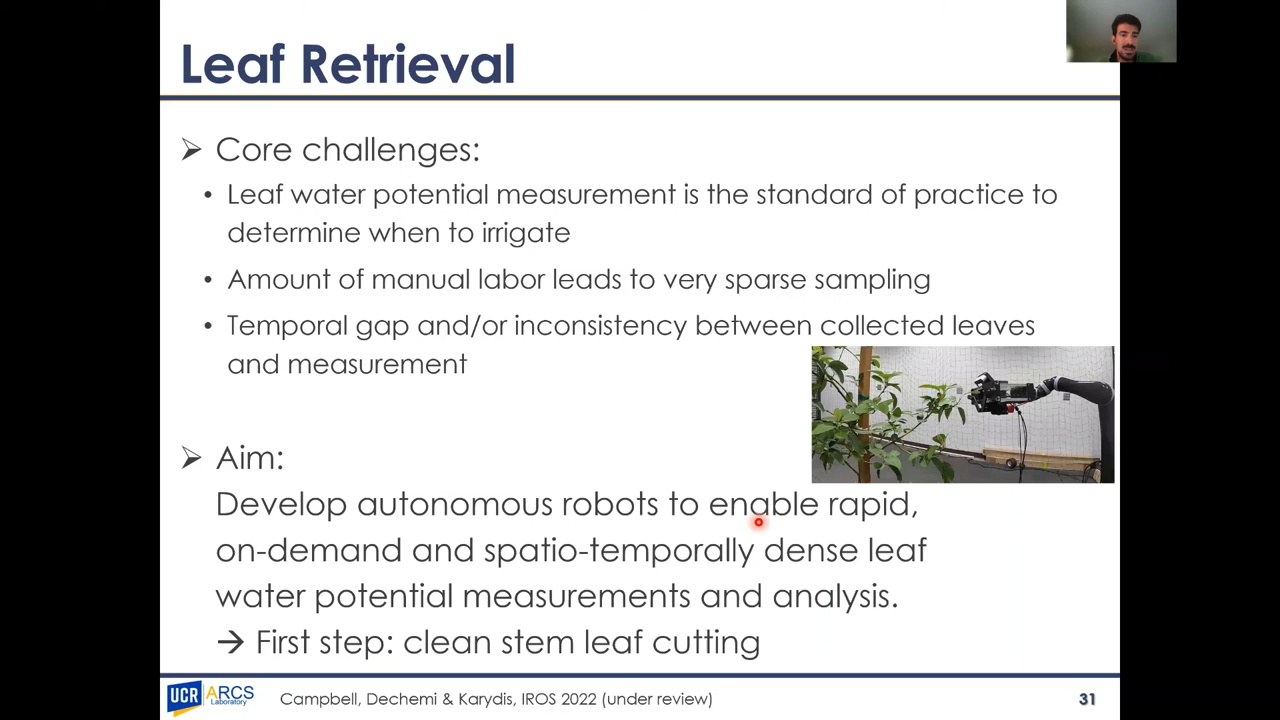 Leaf Retrieval
➢ Core challenges:
• Leaf water potential measurement is the standard of practice to
determine when to irrigate
• Amount of manual labor leads to very sparse sampling
• Temporal gap and/or inconsistency between collected leaves
and measurement
➢ Aim:
Develop autonomous robots to enable rapid,
on-demand and spatio-temporally dense leaf
water potential measurements and analysis.
→ First step: clean stem leaf cutting
UCR ARCS
Laboratory
Campbell, Dechemi & Karydis, IROS 2022 (under review)
31